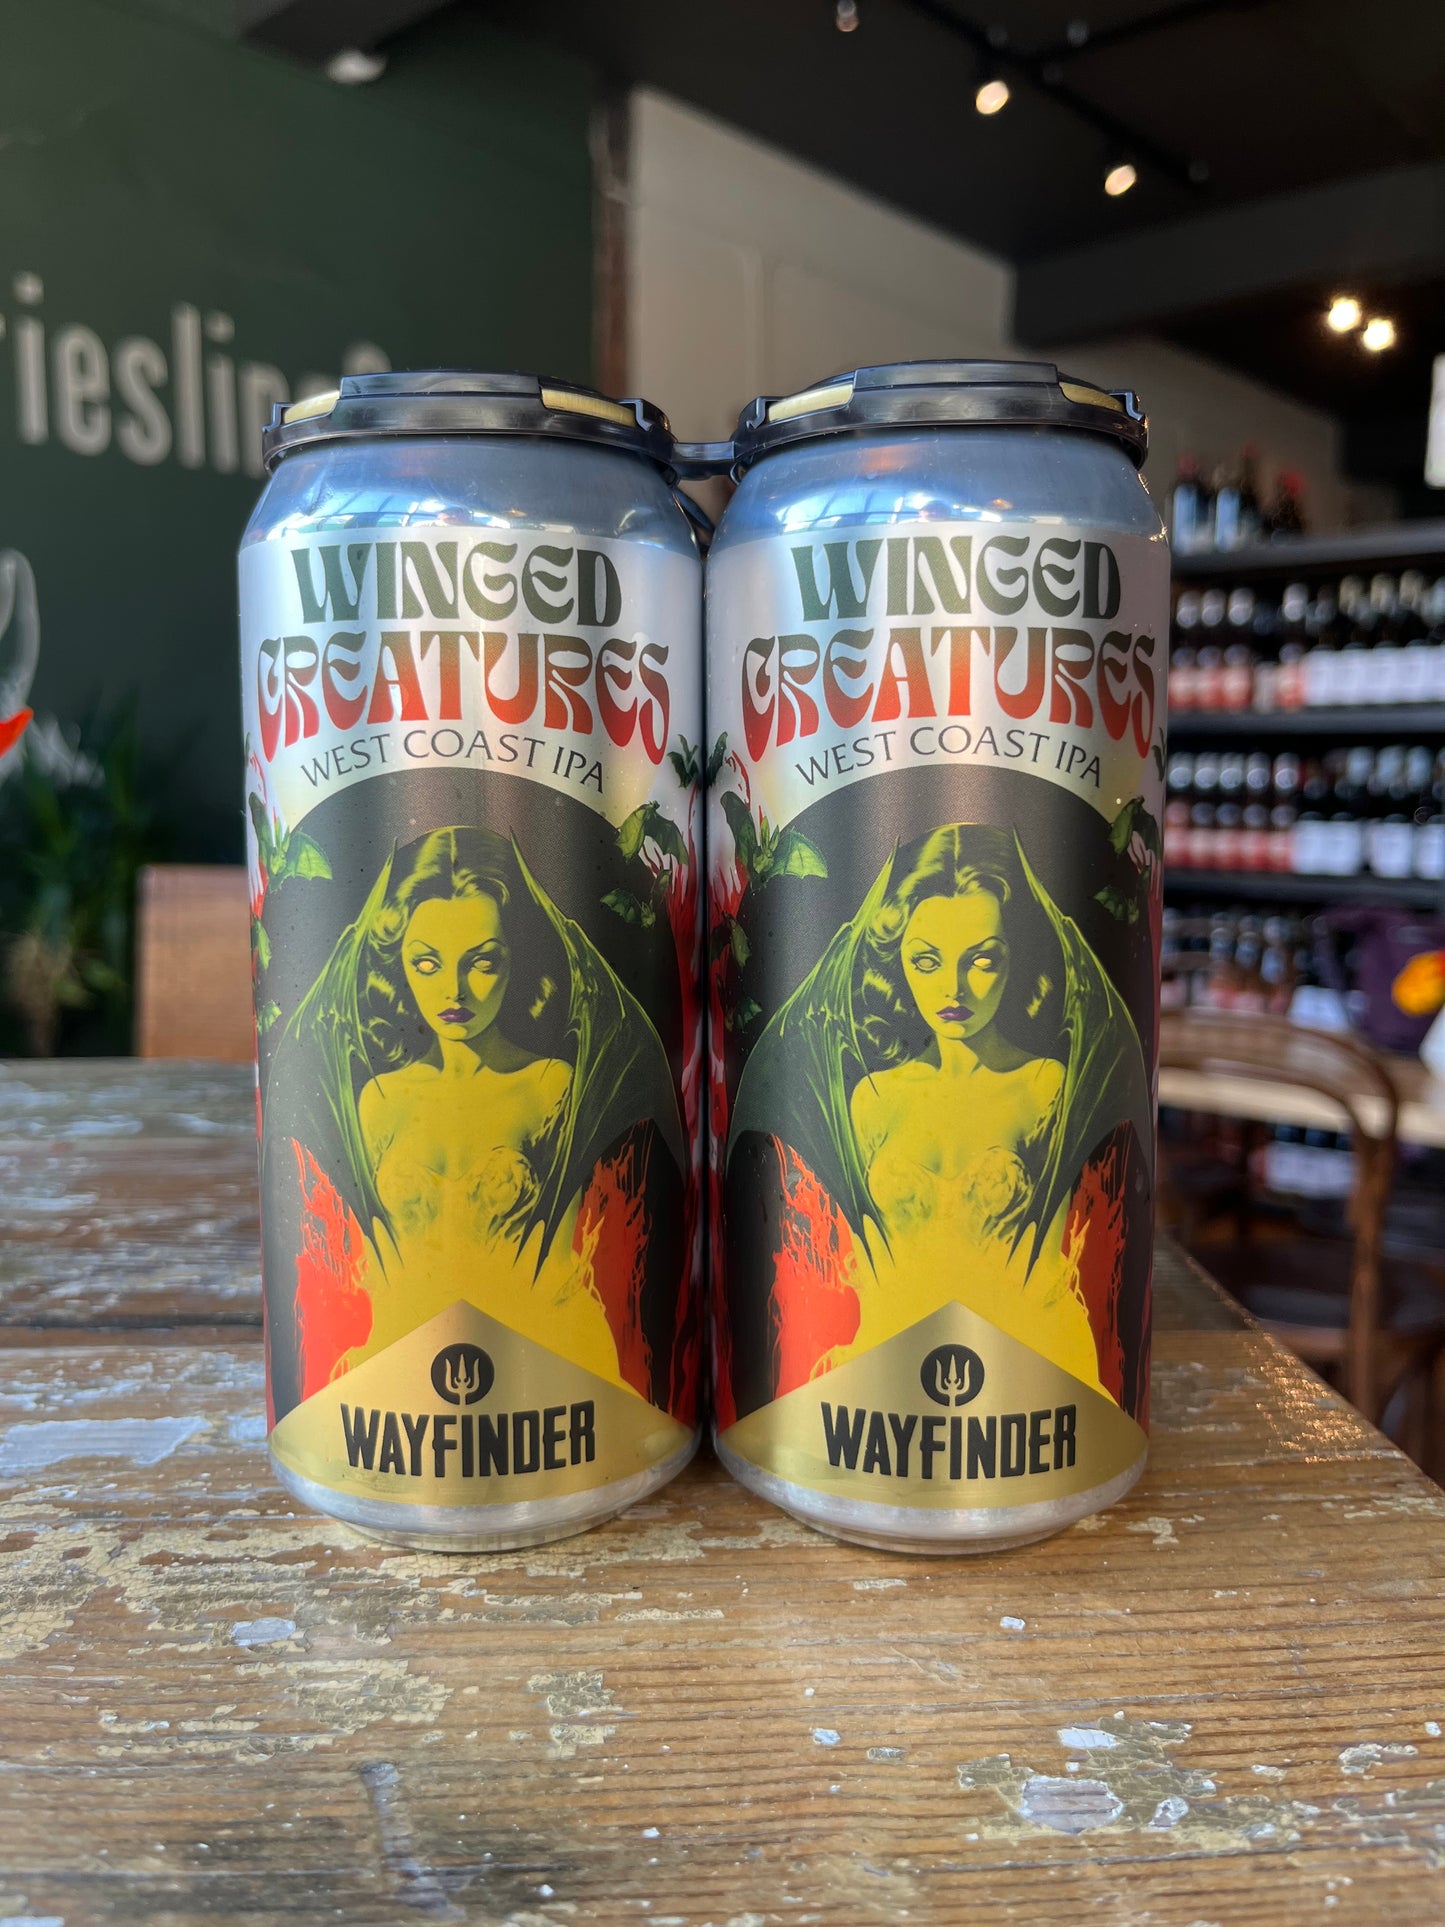 WINGED
CREATURES
WEST COAST IPA
WAYFINDER
WINGED
CREATURES
WEST COAST IPA
WAYFINDER